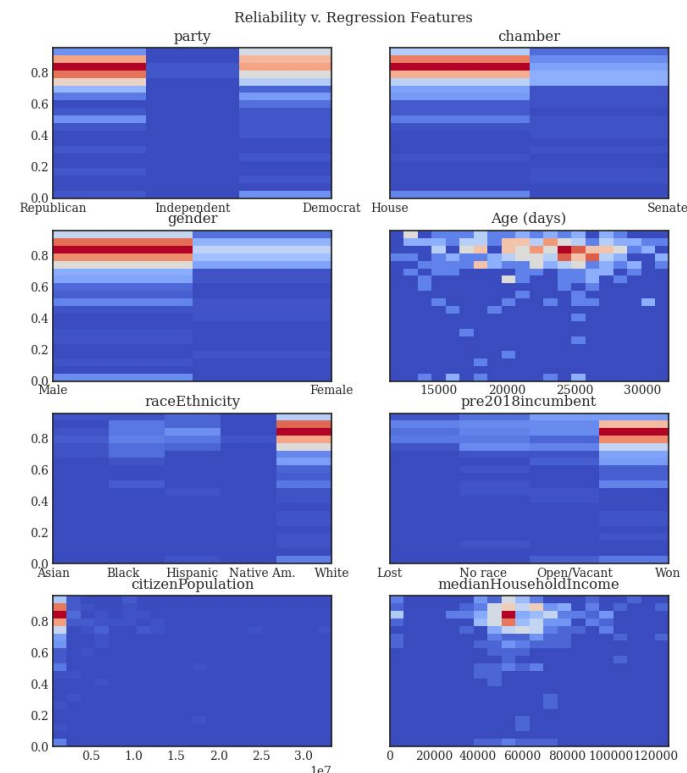 Reliability v. Regression Features
party
chamber
0.8
0.6
0.4
0.2
0.0
Republican Independent Democrat
House Senate
gender
Age (days)
0.8
0.6
0.4
0.2
0.0
Male Female
15000 20000 25000 30000
raceEthnicity
pre2018incumbent
0.8
0.6
0.4
0.2
0.0
Asian Black Hispanic Native Am. White
Lost No race Open/Vacant Won
citizenPopulation
medianHouseholdIncome
0.8
0.6
0.4
0.2
0.0
0.5 1.0 1.5 2.0 2.5 3.0
1e7
0 20000 40000 60000 80000 100000 120000